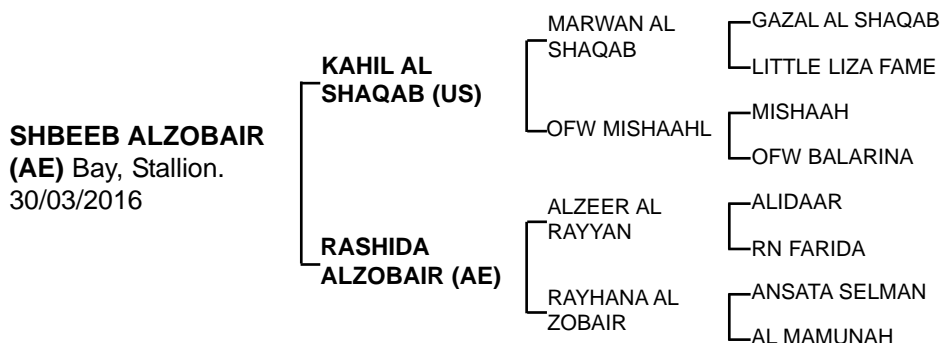 SHBEEB ALZOBAIR
(AE) Bay, Stallion.
30/03/2016
KAHIL AL
SHAQAB (US)
RASHIDA
ALZOBAIR (AE)
MARWAN AL
SHAQAB
OFW MISHAAHL
ALZEER AL
RAYYAN
RAYHANA AL
ZOBAIR
GAZAL AL SHAQAB
LITTLE LIZA FAME
MISHAAH
OFW BALARINA
ALIDAAR
RN FARIDA
ANSATA SELMAN
AL MAMUNAH